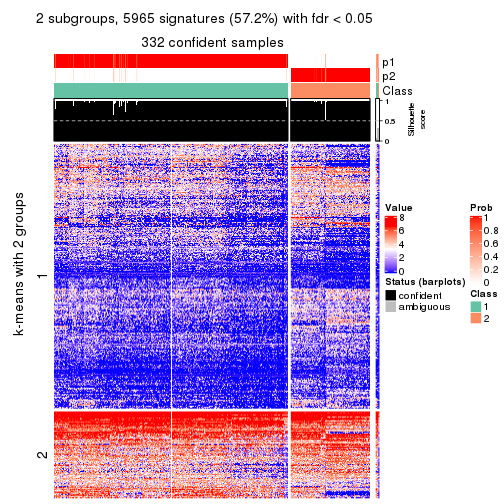 2 subgroups, 5965 signatures (57.2%) with fdr < 0.05
332 confident samples
p1
p2
Class
1
0.5
0
Silhouette
score
k-means with 2 groups
1
2
Value
8
6
4
2
0
Prob
1
0.8
0.6
0.4
0.2
0
Status (barplots)
confident
ambiguous
Class
1
2